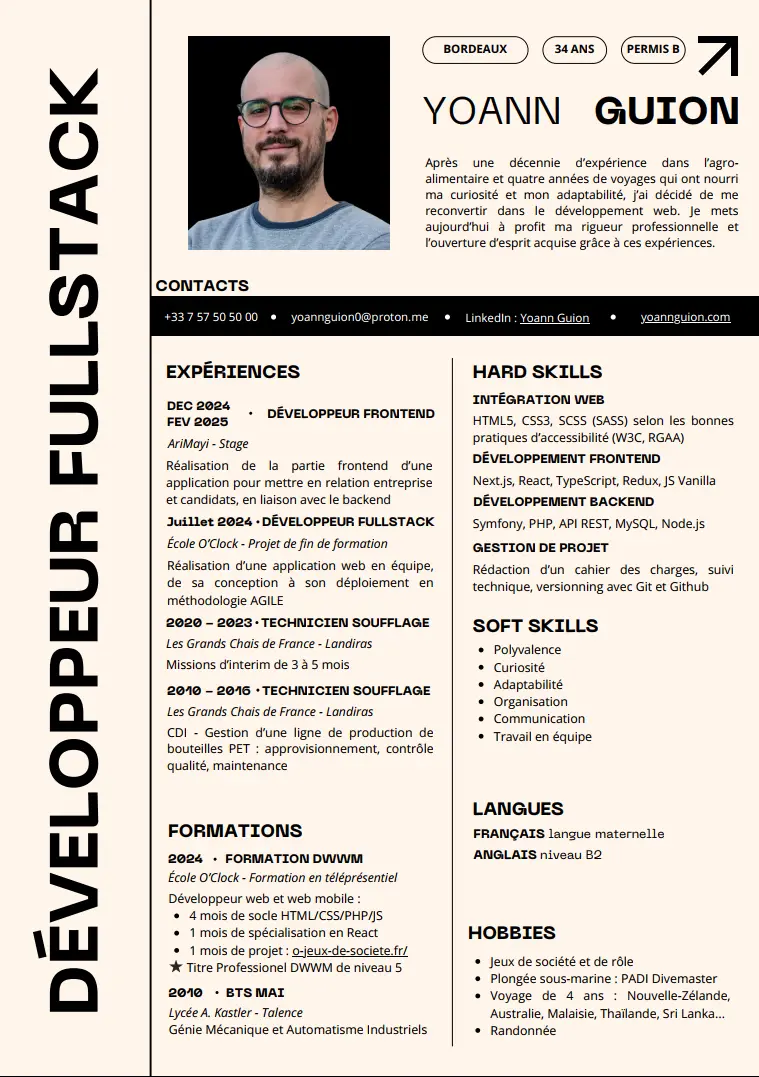 DÉVELOPPEUR FULLSTACK
BORDEAUX
34 ANS
PERMIS B
YOANN GUION
Après une décennie d'expérience dans l'agro-
alimentaire et quatre années de voyages qui ont nourri
ma curiosité et mon adaptabilité, j'ai décidé de me
reconvertir dans le développement web. Je mets
aujourd'hui à profit ma rigueur professionnelle et
l'ouverture d'esprit acquise grâce à ces expériences.
CONTACTS
+33 7 57 50 50 00 • yoannguion0@proton.me • LinkedIn : Yoann Guion • yoannguion.com
EXPÉRIENCES
DEC 2024
FEV 2025 • DÉVELOPPEUR FRONTEND
AriMayi - Stage
Réalisation de la partie frontend d'une
application pour mettre en relation entreprise
et candidats, en liaison avec le backend
Juillet 2024 • DÉVELOPPEUR FULLSTACK
École O'Clock - Projet de fin de formation
Réalisation d'une application web en équipe,
de sa conception à son déploiement en
méthodologie AGILE
2020 – 2023 • TECHNICIEN SOUFFLAGE
Les Grands Chais de France - Landiras
Missions d'interim de 3 à 5 mois
2010 – 2016 • TECHNICIEN SOUFFLAGE
Les Grands Chais de France - Landiras
CDI - Gestion d'une ligne de production de
bouteilles PET : approvisionnement, contrôle
qualité, maintenance
FORMATIONS
2024 • FORMATION DWWM
École O'Clock - Formation en téléprésentiel
Développeur web et web mobile :
• 4 mois de socle HTML/CSS/PHP/JS
• 1 mois de spécialisation en React
• 1 mois de projet : o-jeux-de-societe.fr/
★ Titre Professionel DWWM de niveau 5
2010 • BTS MAI
Lycée A. Kastler - Talence
Génie Mécanique et Automatisme Industriels
HARD SKILLS
INTÉGRATION WEB
HTML5, CSS3, SCSS (SASS) selon les bonnes
pratiques d'accessibilité (W3C, RGAA)
DÉVELOPPEMENT FRONTEND
Next.js, React, TypeScript, Redux, JS Vanilla
DÉVELOPPEMENT BACKEND
Symfony, PHP, API REST, MySQL, Node.js
GESTION DE PROJET
Rédaction d'un cahier des charges, suivi
technique, versionning avec Git et Github
SOFT SKILLS
• Polyvalence
• Curiosité
• Adaptabilité
• Organisation
• Communication
• Travail en équipe
LANGUES
FRANÇAIS langue maternelle
ANGLAIS niveau B2
HOBBIES
• Jeux de société et de rôle
• Plongée sous-marine : PADI Divemaster
• Voyage de 4 ans : Nouvelle-Zélande,
Australie, Malaisie, Thaïlande, Sri Lanka...
• Randonnée